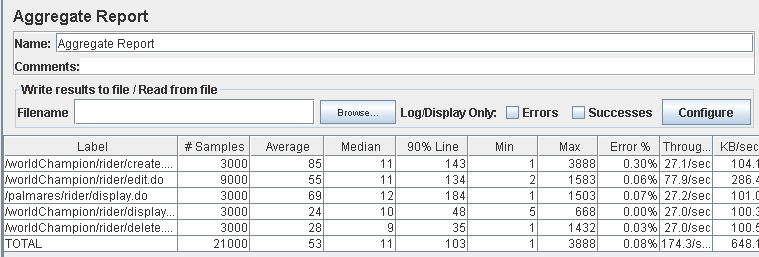 Aggregate Report
Name: Aggregate Report
Comments:
Write results to file / Read from file
Filename Browse... Log/Display Only: Errors Successes Configure
Label # Samples Average Median 90% Line Min Max Error % Throug... KB/sec
/worldChampion/rider/create.... 3000 85 11 143 1 3888 0.30% 27.1/sec 104.1
/worldChampion/rider/edit.do 9000 55 11 134 2 1583 0.06% 77.9/sec 286.4
/palmares/rider/display.do 3000 69 12 184 1 1503 0.07% 27.2/sec 101.0
/worldChampion/rider/display... 3000 24 10 48 5 668 0.00% 27.0/sec 100.3
/worldChampion/rider/delete.... 3000 28 9 35 1 1432 0.03% 27.0/sec 100.5
TOTAL 21000 53 11 103 1 3888 0.08% 174.3/s... 648.1